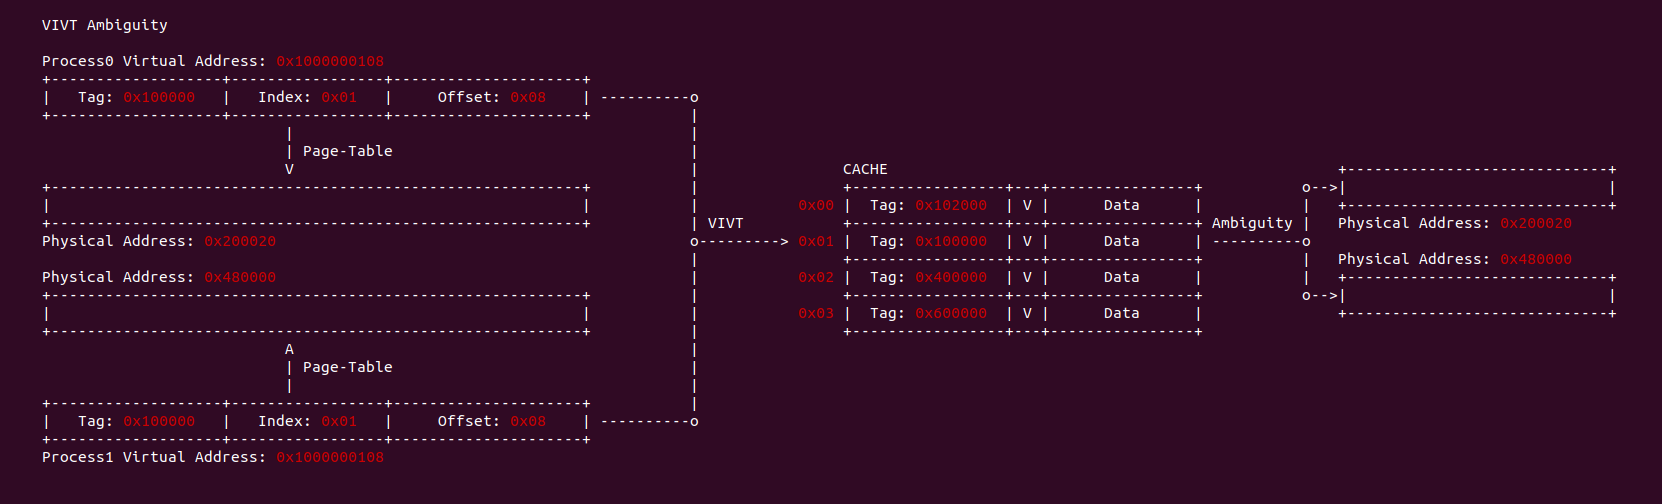 VIVT Ambiguity
Process0 Virtual Address: 0x1000000108
Tag: 0x100000 | Index: 0x01 | Offset: 0x08
Page-Table
V
Physical Address: 0x200020
Physical Address: 0x480000
A
Page-Table
Tag: 0x100000 | Index: 0x01 | Offset: 0x08
Process1 Virtual Address: 0x1000000108
VIVT
CACHE
0x00 | Tag: 0x102000 | V | Data
0x01 | Tag: 0x100000 | V | Data
0x02 | Tag: 0x400000 | V | Data
0x03 | Tag: 0x600000 | V | Data
Ambiguity
Physical Address: 0x200020
Physical Address: 0x480000